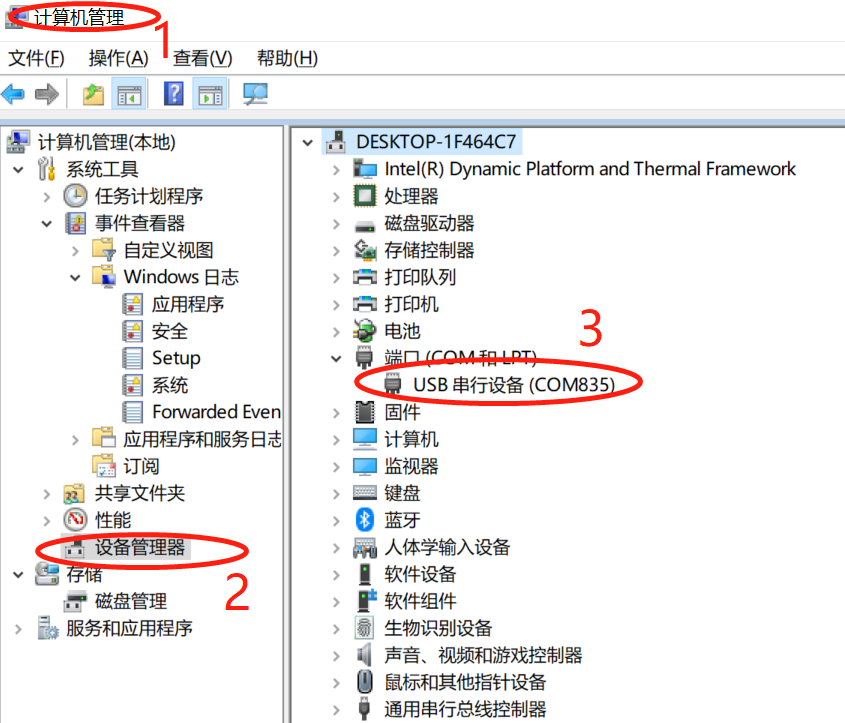 计算机管理
1
文件(F) 操作(A) 查看(V) 帮助(H)
计算机管理(本地)
系统工具
任务计划程序
事件查看器
自定义视图
Windows 日志
应用程序
安全
Setup
系统
Forwarded Even
应用程序和服务日志
订阅
共享文件夹
性能
设备管理器
2
存储
磁盘管理
服务和应用程序
DESKTOP-1F464C7
Intel(R) Dynamic Platform and Thermal Framework
处理器
磁盘驱动器
存储控制器
打印队列
打印机
电池
3
端口 (COM 和 LPT)
USB 串行设备 (COM835)
固件
计算机
监视器
键盘
蓝牙
人体学输入设备
软件设备
软件组件
生物识别设备
声音、视频和游戏控制器
鼠标和其他指针设备
通用串行总线控制器